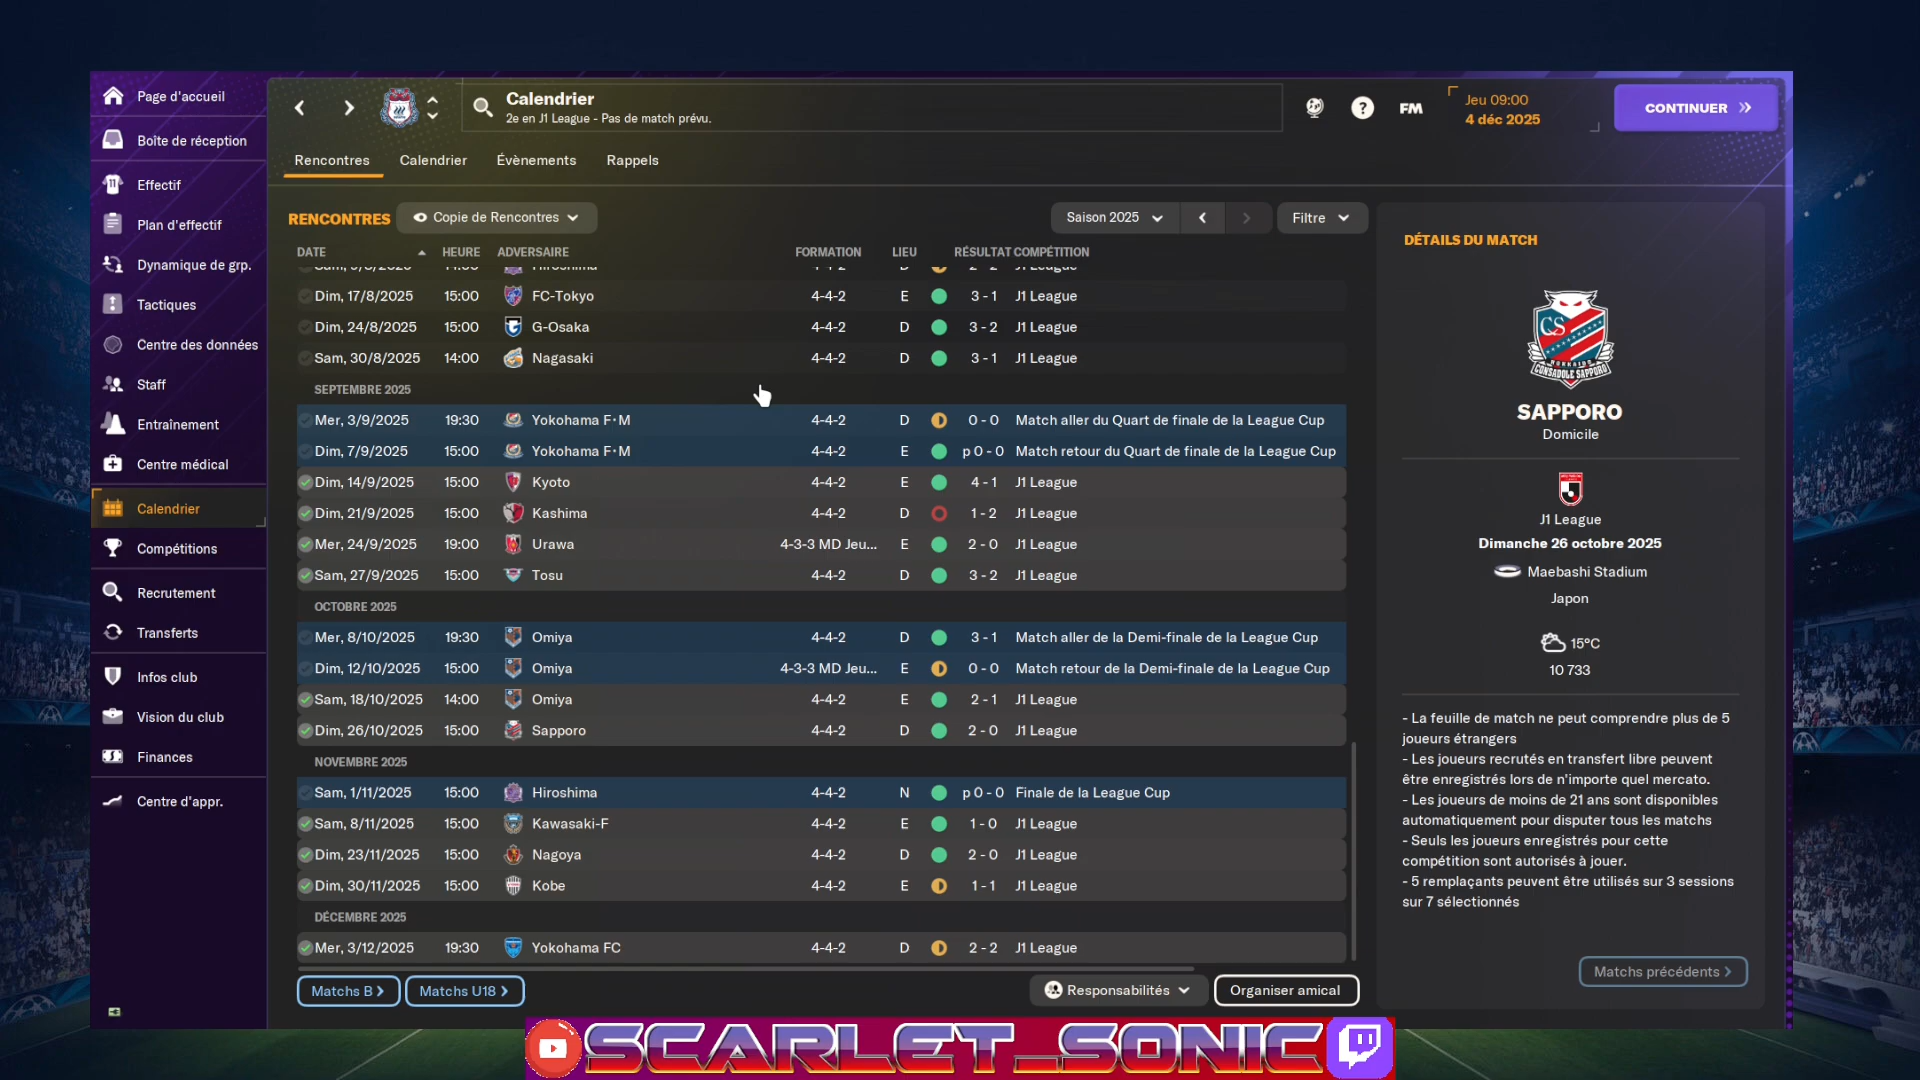 Page d'accueil
Boîte de réception
Effectif
Plan d'effectif
Dynamique de grp.
Tactiques
Centre des données
Staff
Entraînement
Centre médical
Calendrier
Compétitions
Recrutement
Transferts
Infos club
Vision du club
Finances
Centre d'appr.
Calendrier
2e en J1 League - Pas de match prévu.
FM
Jeu 09:00
4 déc 2025
CONTINUER
Rencontres Calendrier Évènements Rappels
RENCONTRES Copie de Rencontres Saison 2025 Filtre
DATE HEURE ADVERSAIRE FORMATION LIEU RÉSULTAT COMPÉTITION
Hiroshima 4-4-2 D 2 - 2 J1 League
Dim, 17/8/2025 15:00 FC-Tokyo 4-4-2 E 3 - 1 J1 League
Dim, 24/8/2025 15:00 G-Osaka 4-4-2 D 3 - 2 J1 League
Sam, 30/8/2025 14:00 Nagasaki 4-4-2 D 3 - 1 J1 League
SEPTEMBRE 2025
Mer, 3/9/2025 19:30 Yokohama F·M 4-4-2 D 0 - 0 Match aller du Quart de finale de la League Cup
Dim, 7/9/2025 15:00 Yokohama F·M 4-4-2 E p 0 - 0 Match retour du Quart de finale de la League Cup
Dim, 14/9/2025 15:00 Kyoto 4-4-2 E 4 - 1 J1 League
Dim, 21/9/2025 15:00 Kashima 4-4-2 D 1 - 2 J1 League
Mer, 24/9/2025 19:00 Urawa 4-3-3 MD Jeu... E 2 - 0 J1 League
Sam, 27/9/2025 15:00 Tosu 4-4-2 D 3 - 2 J1 League
OCTOBRE 2025
Mer, 8/10/2025 19:30 Omiya 4-4-2 D 3 - 1 Match aller de la Demi-finale de la League Cup
Dim, 12/10/2025 15:00 Omiya 4-3-3 MD Jeu... E 0 - 0 Match retour de la Demi-finale de la League Cup
Sam, 18/10/2025 14:00 Omiya 4-4-2 E 2 - 1 J1 League
Dim, 26/10/2025 15:00 Sapporo 4-4-2 D 2 - 0 J1 League
NOVEMBRE 2025
Sam, 1/11/2025 15:00 Hiroshima 4-4-2 N p 0 - 0 Finale de la League Cup
Sam, 8/11/2025 15:00 Kawasaki-F 4-4-2 E 1 - 0 J1 League
Dim, 23/11/2025 15:00 Nagoya 4-4-2 D 2 - 0 J1 League
Dim, 30/11/2025 15:00 Kobe 4-4-2 E 1 - 1 J1 League
DÉCEMBRE 2025
Mer, 3/12/2025 19:30 Yokohama FC 4-4-2 D 2 - 2 J1 League
Matchs B Matchs U18 Responsabilités Organiser amical
DÉTAILS DU MATCH
CS
HOKKAIDO
CONSADOLE SAPPORO
SAPPORO
Domicile
J1 League
Dimanche 26 octobre 2025
Maebashi Stadium
Japon
15°C
10 733
- La feuille de match ne peut comprendre plus de 5
joueurs étrangers
- Les joueurs recrutés en transfert libre peuvent
être enregistrés lors de n'importe quel mercato.
- Les joueurs de moins de 21 ans sont disponibles
automatiquement pour disputer tous les matchs
- Seuls les joueurs enregistrés pour cette
compétition sont autorisés à jouer.
- 5 remplaçants peuvent être utilisés sur 3 sessions
sur 7 sélectionnés
Matchs précédents
SCARLET_SONIC